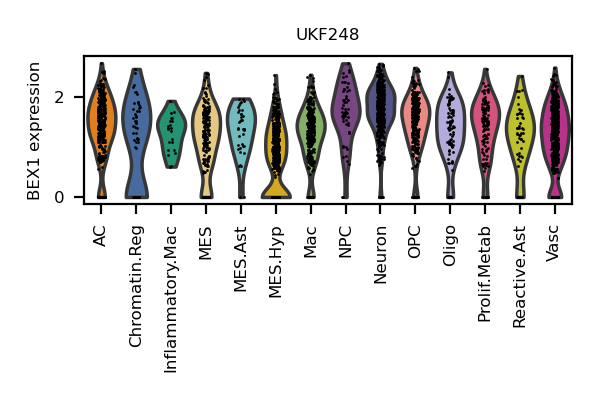 UKF248
BEX1 expression
2
0
AC
Chromatin.Reg
Inflammatory.Mac
MES
MES.Ast
MES.Hyp
Mac
NPC
Neuron
OPC
Oligo
Prolif.Metab
Reactive.Ast
Vasc